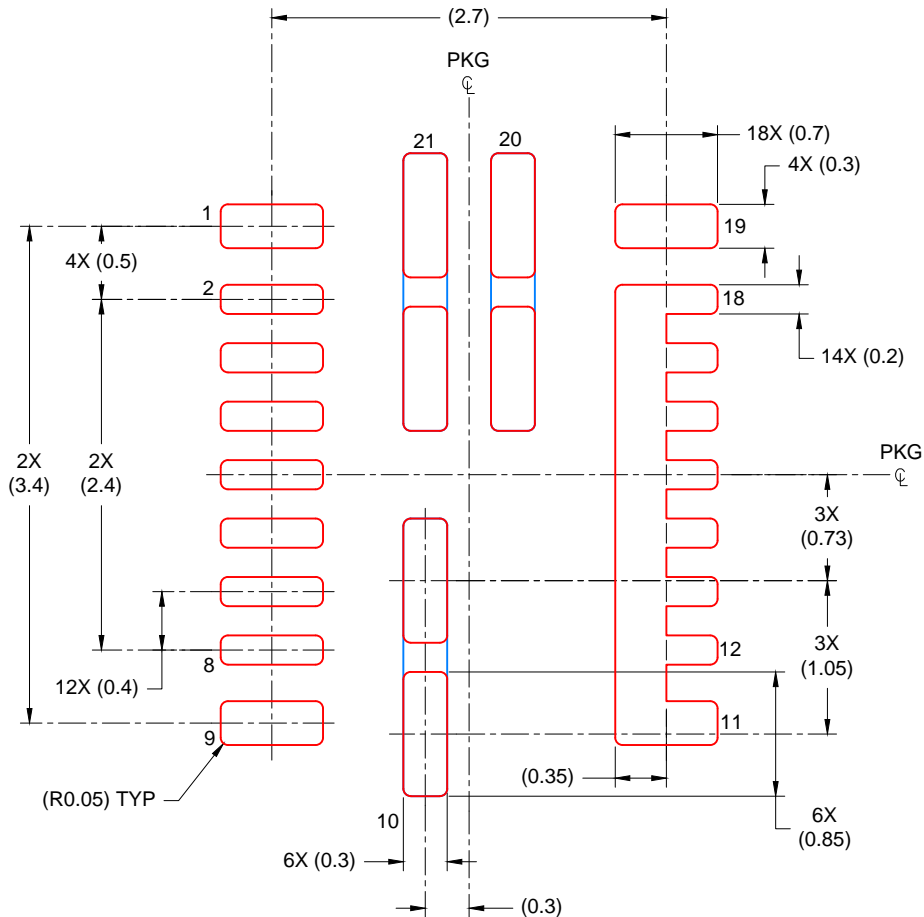 (2.7)
PKG
℄
21
20
18X (0.7)
4X (0.3)
1
19
4X (0.5)
2
18
14X (0.2)
2X
(3.4)
2X
(2.4)
PKG
℄
3X
(0.73)
8
12
12X (0.4)
3X
(1.05)
9
11
(R0.05) TYP
(0.35)
10
6X
(0.85)
6X (0.3)
(0.3)